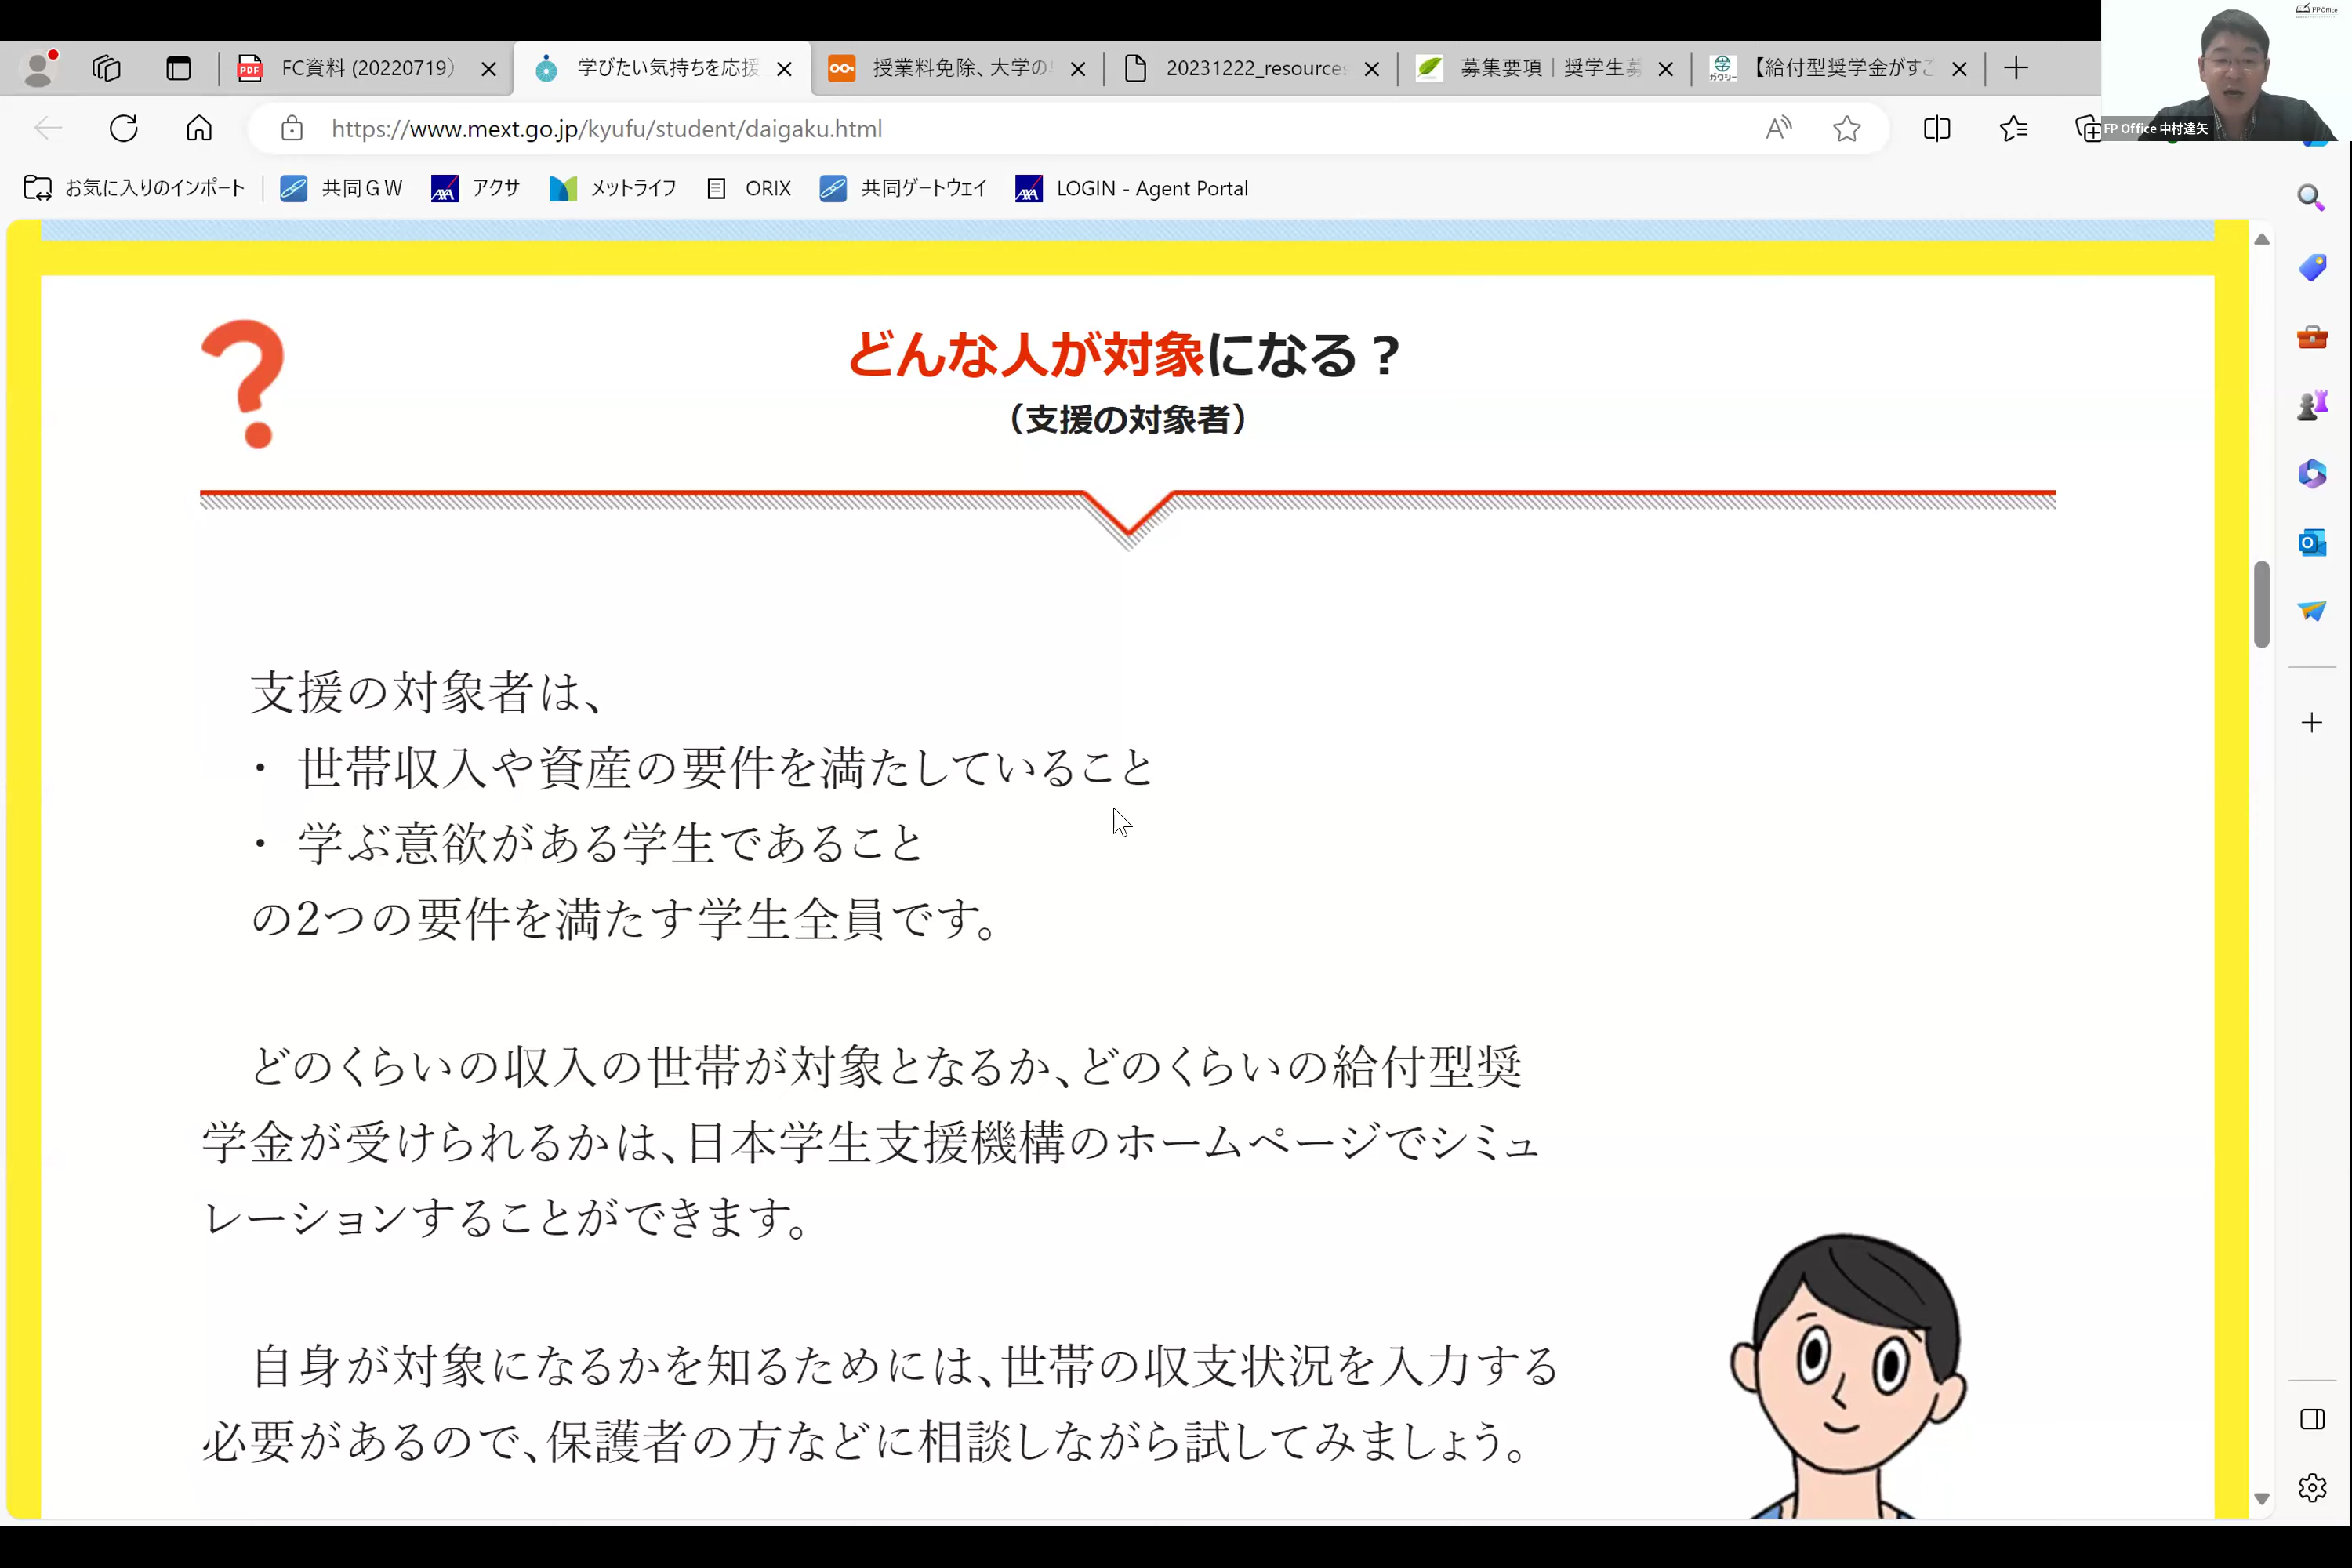 FC資料 (20220719)
学びたい気持ちを応援
授業料免除、大学の
20231222_resources
募集要項｜奨学生募
【給付型奨学金がすご
FP Office
FP Office 中村達矢
https://www.mext.go.jp/kyufu/student/daigaku.html
お気に入りのインポート
共同ＧＷ
アクサ
メットライフ
ORIX
共同ゲートウェイ
LOGIN - Agent Portal
どんな人が対象になる？
（支援の対象者）
支援の対象者は、
・ 世帯収入や資産の要件を満たしていること
・ 学ぶ意欲がある学生であること
の2つの要件を満たす学生全員です。
どのくらいの収入の世帯が対象となるか、どのくらいの給付型奨
学金が受けられるかは、日本学生支援機構のホームページでシミュ
レーションすることができます。
自身が対象になるかを知るためには、世帯の収支状況を入力する
必要があるので、保護者の方などに相談しながら試してみましょう。